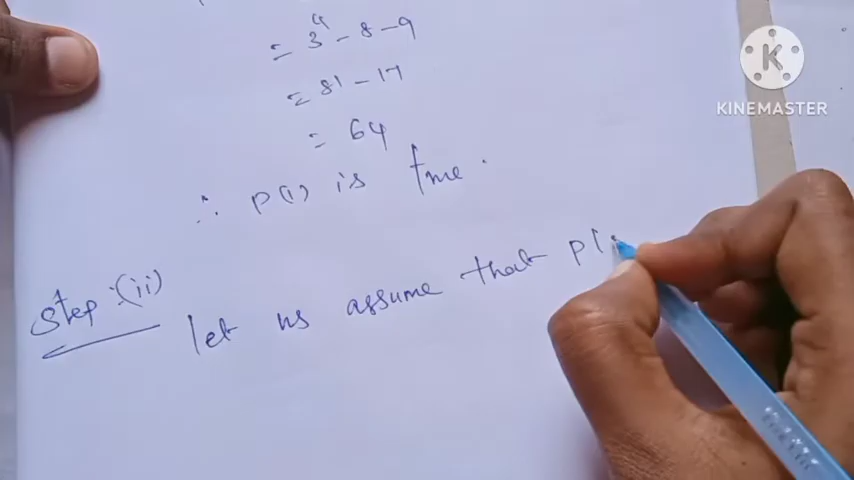 = 3⁴ - 8 - 9
= 81 - 17
= 64
∴ P(1) is true.
Step:(ii)
let us assume that P(
KINEMASTER